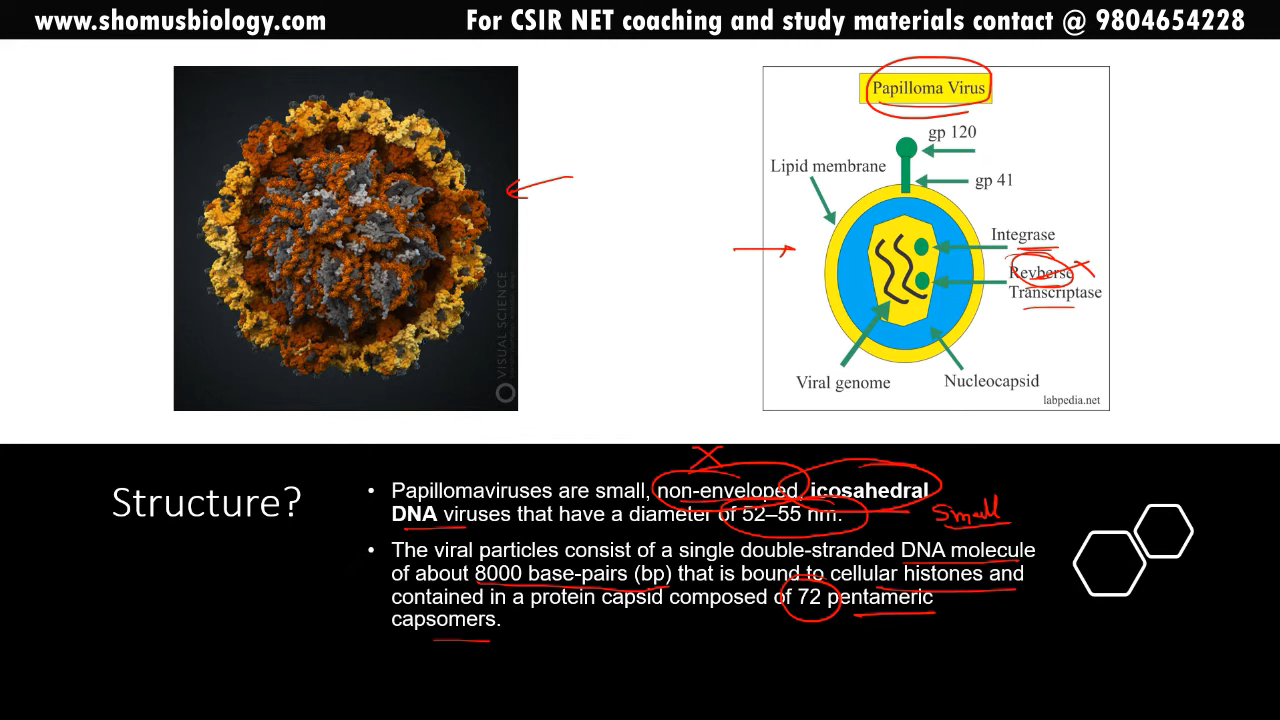 www.shomusbiology.com
For CSIR NET coaching and study materials contact @ 9804654228
VISUAL SCIENCE
Papilloma Virus
gp 120
Lipid membrane
gp 41
Integrase
Revberse
Transcriptase
Viral genome
Nucleocapsid
labpedia.net
Structure?
• Papillomaviruses are small, non-enveloped, icosahedral
DNA viruses that have a diameter of 52–55 nm.
Small
• The viral particles consist of a single double-stranded DNA molecule
of about 8000 base-pairs (bp) that is bound to cellular histones and
contained in a protein capsid composed of 72 pentameric
capsomers.